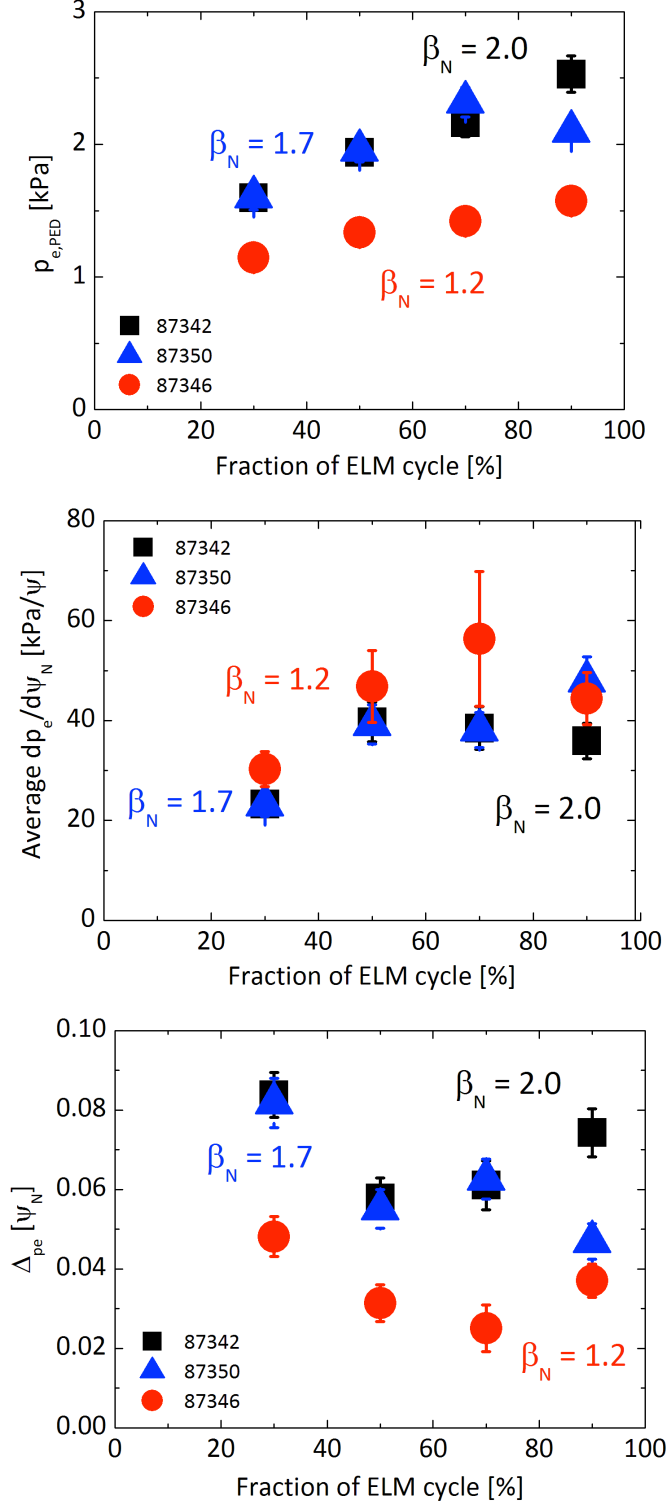 3
β_N = 2.0
2
β_N = 1.7
p_e,PED [kPa]
1
β_N = 1.2
87342
87350
87346
0
0 20 40 60 80 100
Fraction of ELM cycle [%]
80
87342
87350
87346
60
β_N = 1.2
Average dp_e/dψ_N [kPa/ψ]
40
β_N = 1.7
β_N = 2.0
20
0
0 20 40 60 80 100
Fraction of ELM cycle [%]
0.10
β_N = 2.0
0.08
β_N = 1.7
0.06
Δ_pe [ψ_N]
0.04
0.02
87342
87350
87346
β_N = 1.2
0.00
0 20 40 60 80 100
Fraction of ELM cycle [%]